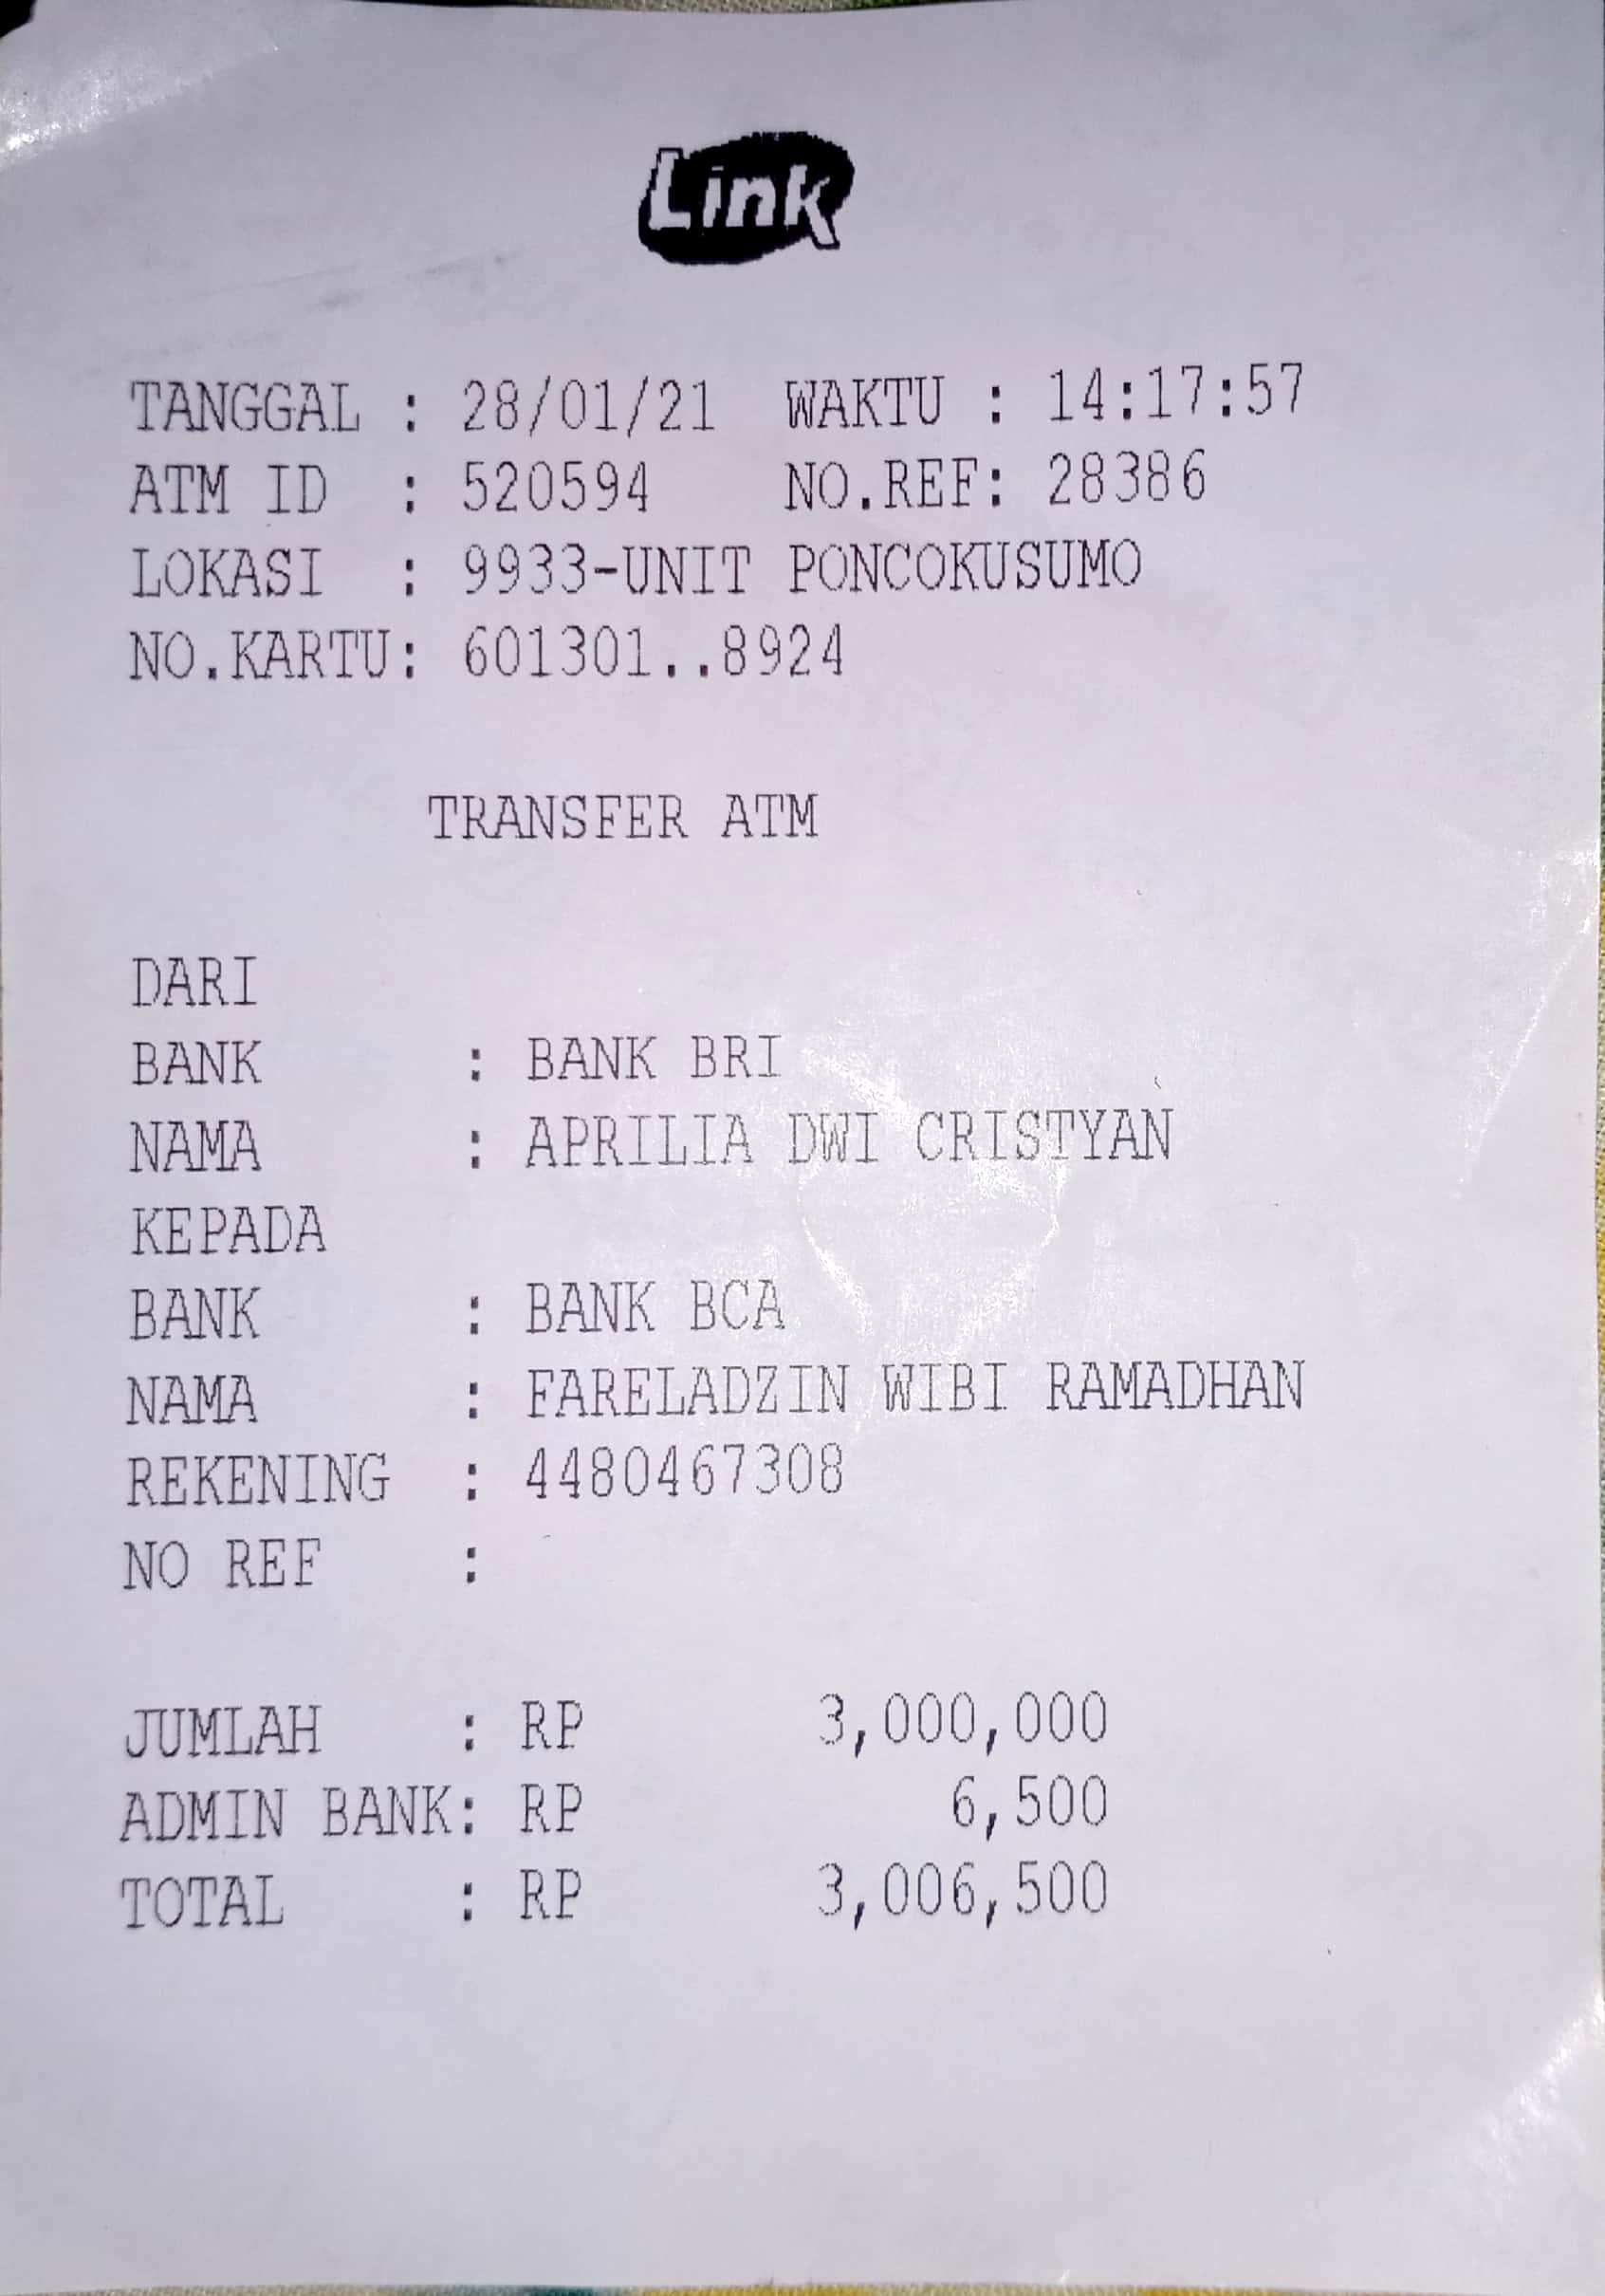 Link
TANGGAL : 28/01/21 WAKTU : 14:17:57
ATM ID : 520594 NO.REF: 28386
LOKASI : 9933-UNIT PONCOKUSUMO
NO.KARTU: 601301..8924
TRANSFER ATM
DARI
BANK : BANK BRI
NAMA : APRILIA DWI CRISTYAN
KEPADA
BANK : BANK BCA
NAMA : FARELADZIN WIBI RAMADHAN
REKENING : 4480467308
NO REF :
JUMLAH : RP 3,000,000
ADMIN BANK: RP 6,500
TOTAL : RP 3,006,500